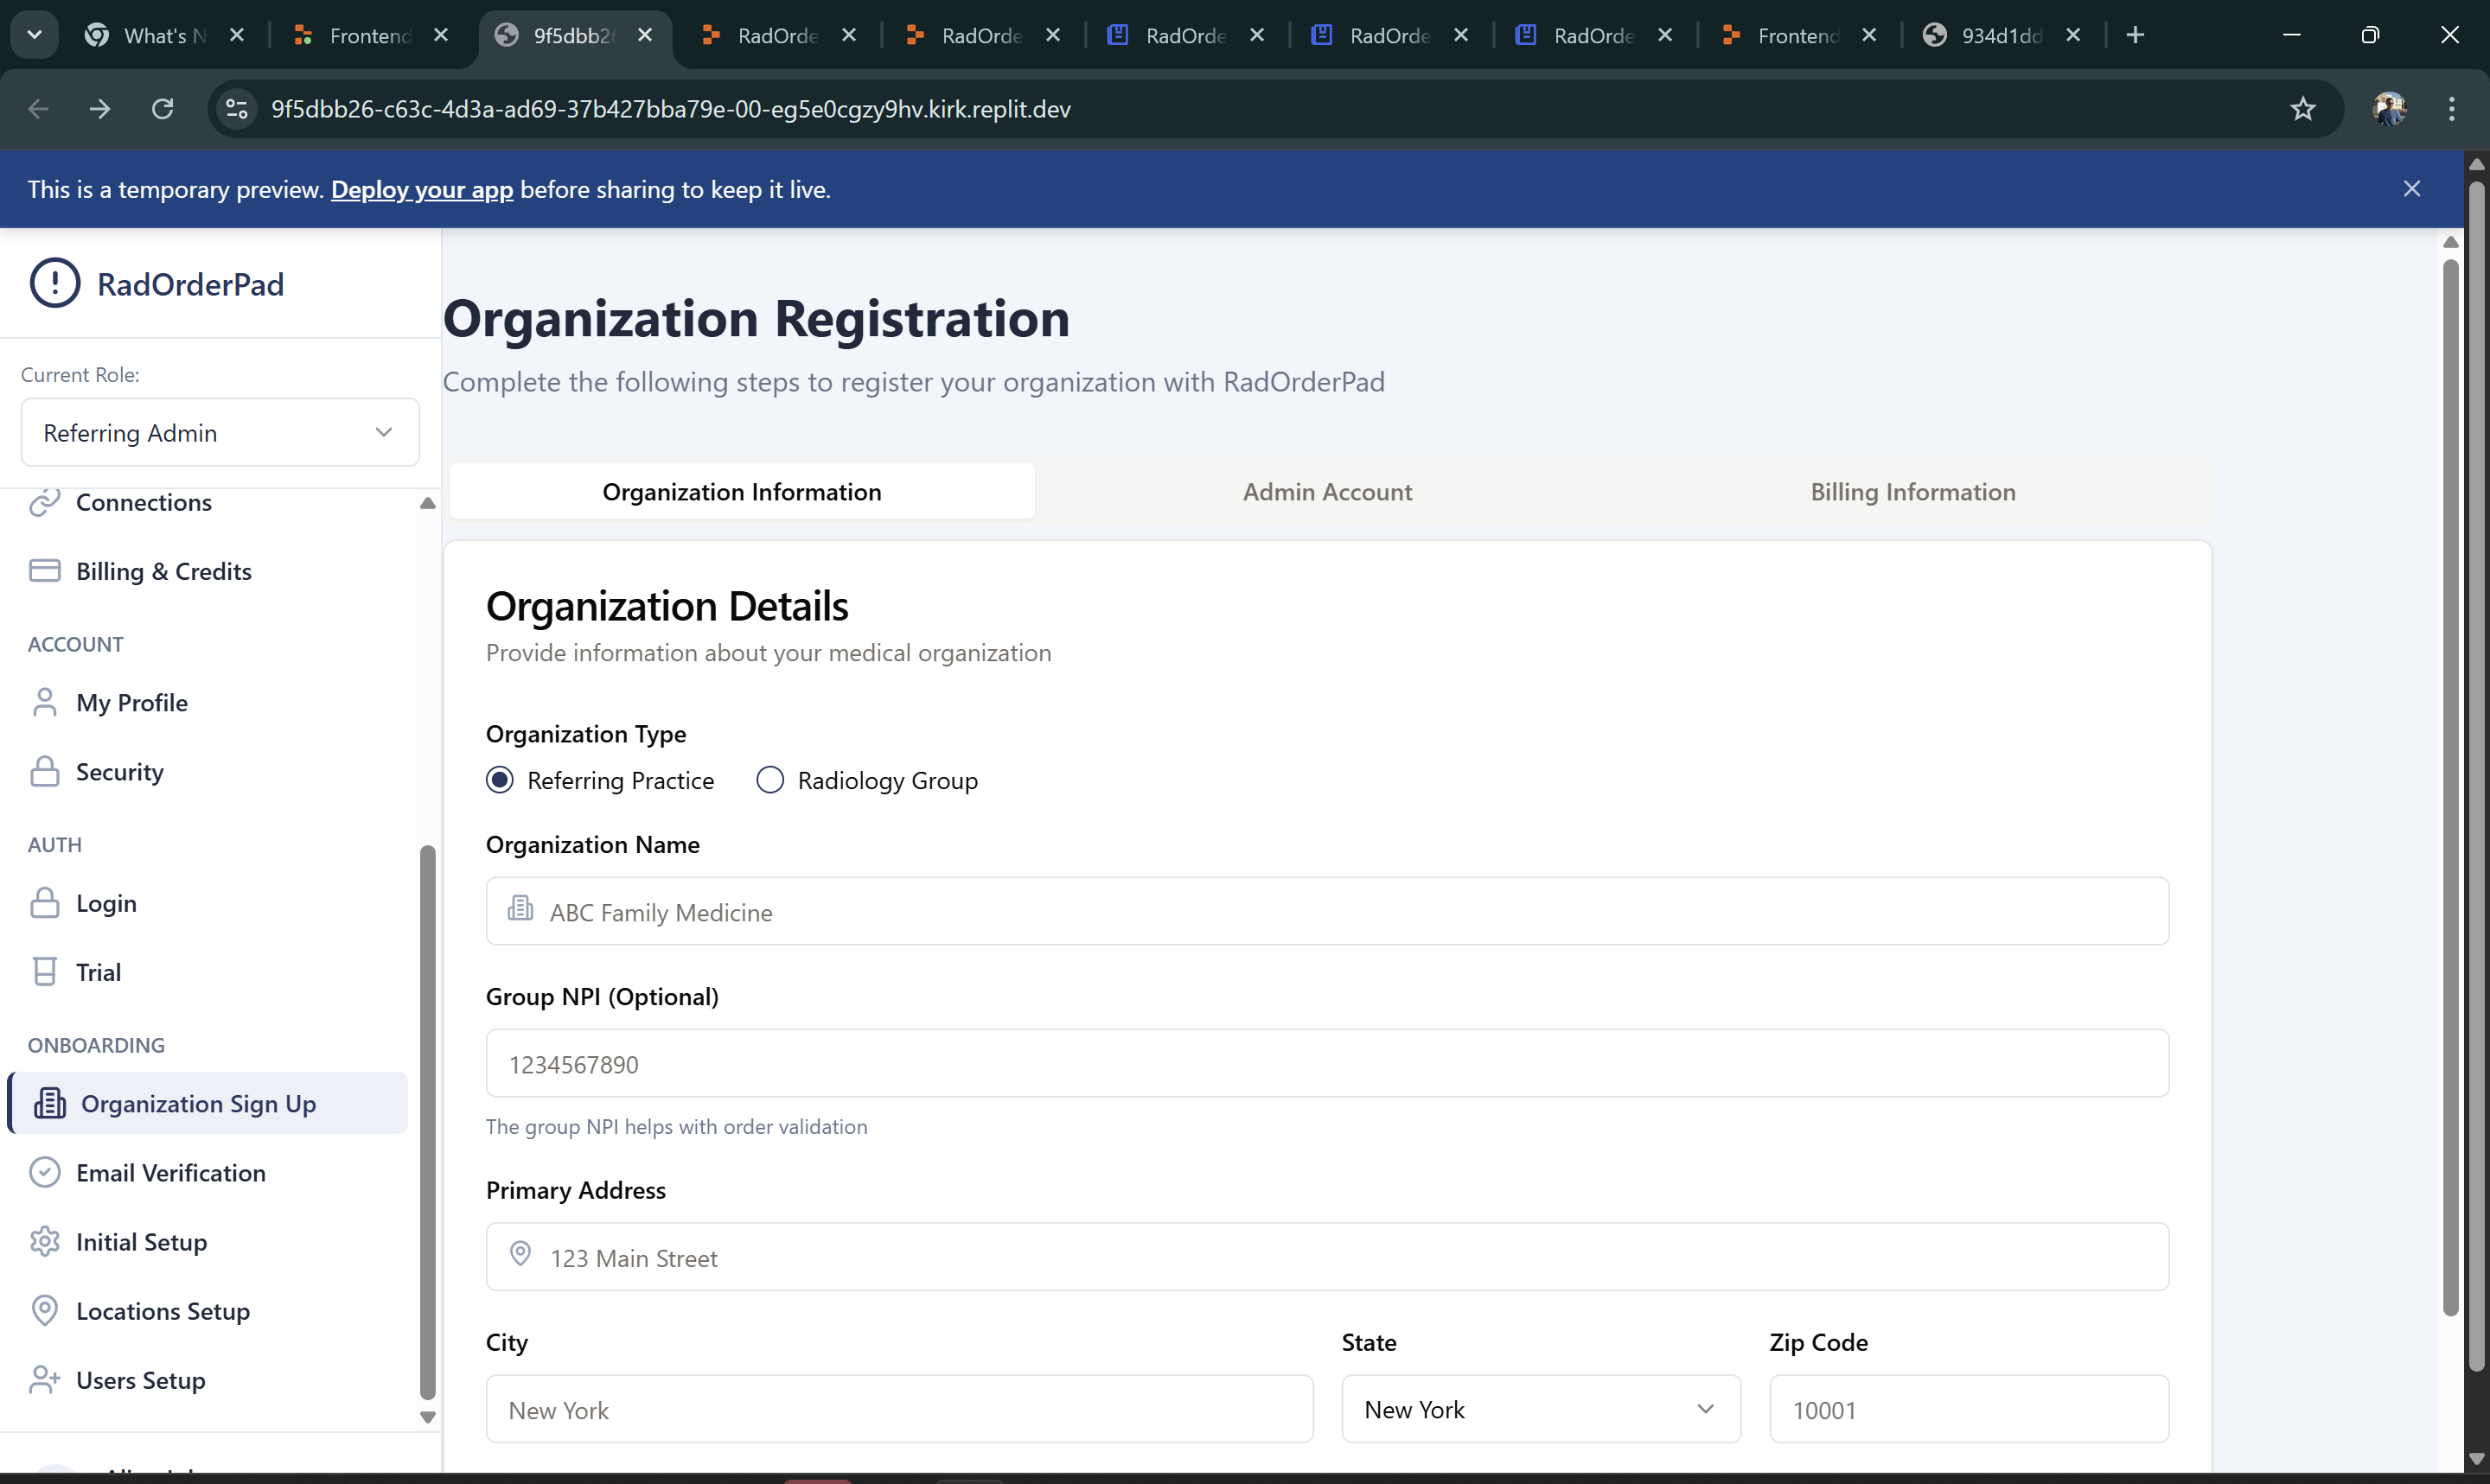 What's N
Frontend
9f5dbb2
RadOrde
RadOrde
RadOrde
RadOrde
RadOrde
Frontend
934d1dd
9f5dbb26-c63c-4d3a-ad69-37b427bba79e-00-eg5e0cgzy9hv.kirk.replit.dev
This is a temporary preview. Deploy your app before sharing to keep it live.
RadOrderPad
Current Role:
Referring Admin
Connections
Billing & Credits
ACCOUNT
My Profile
Security
AUTH
Login
Trial
ONBOARDING
Organization Sign Up
Email Verification
Initial Setup
Locations Setup
Users Setup
Organization Registration
Complete the following steps to register your organization with RadOrderPad
Organization Information
Admin Account
Billing Information
Organization Details
Provide information about your medical organization
Organization Type
Referring Practice
Radiology Group
Organization Name
ABC Family Medicine
Group NPI (Optional)
1234567890
The group NPI helps with order validation
Primary Address
123 Main Street
City
State
Zip Code
New York
New York
10001